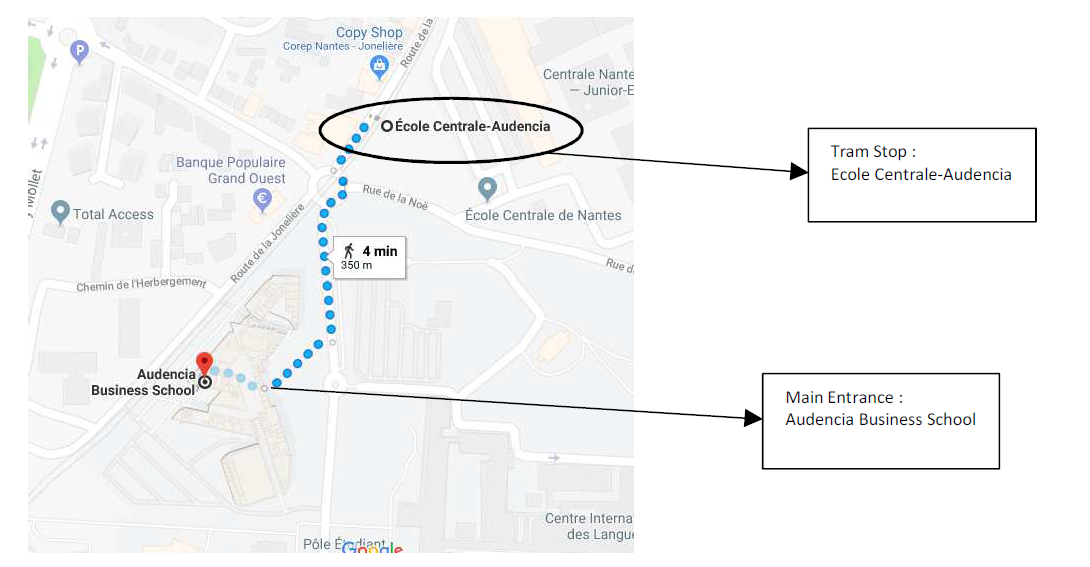 Copy Shop
Corep Nantes - Jonelière
Route de la
P
Centrale Nante
— Junior-E
École Centrale-Audencia
Tram Stop :
Ecole Centrale-Audencia
Banque Populaire
Grand Ouest
€
Rue de la Noë
École Centrale de Nantes
Mollet
Total Access
Route de la Jonelière
4 min
350 m
Rue de la
Chemin de l'Herbergement
Audencia
Business School
Main Entrance :
Audencia Business School
Centre Interna
des Langue
Pôle Étudiant
Google